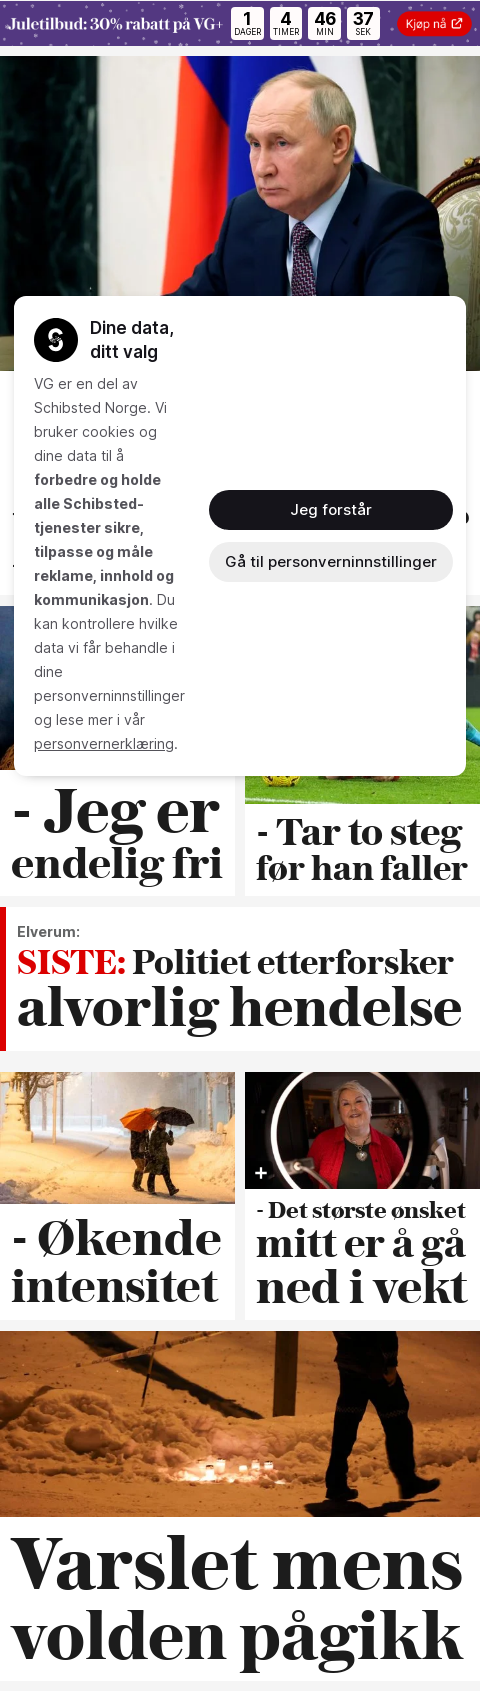 Juletilbud: 30% rabatt på VG+
1 4 46 37
DAGER TIMER MIN SEK
Kjøp nå
Dine data,
ditt valg
VG er en del av
Schibsted Norge. Vi
bruker cookies og
dine data til å
forbedre og holde
alle Schibsted-
tjenester sikre,
tilpasse og måle
reklame, innhold og
kommunikasjon. Du
kan kontrollere hvilke
data vi får behandle i
dine
personverninnstillinger
og lese mer i vår
personvernerklæring.
Jeg forstår
Gå til personverninnstillinger
- Jeg er
endelig fri
- Tar to steg
før han faller
Elverum:
SISTE: Politiet etterforsker
alvorlig hendelse
- Økende
intensitet
- Det største ønsket
mitt er å gå
ned i vekt
Varslet mens
volden pågikk